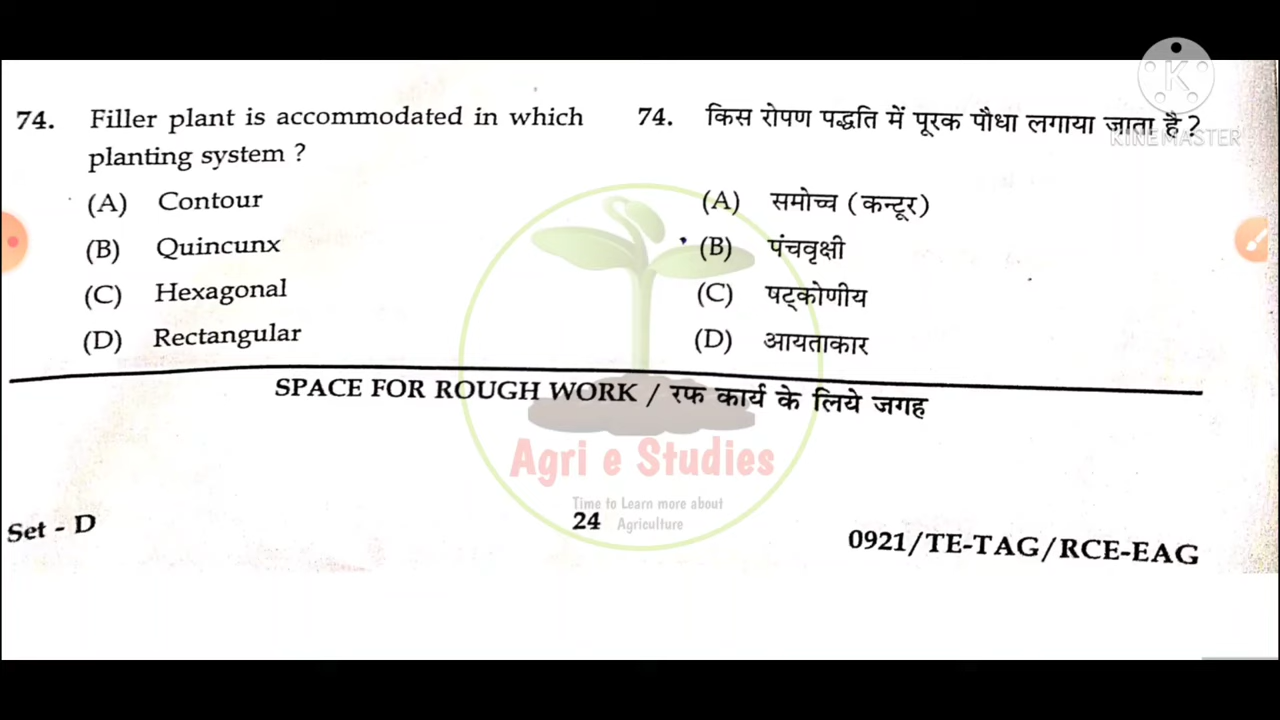 74. Filler plant is accommodated in which
planting system ?
(A) Contour
(B) Quincunx
(C) Hexagonal
(D) Rectangular
74. किस रोपण पद्धति में पूरक पौधा लगाया जाता है ?
(A) समोच्च (कन्टूर)
(B) पंचवृक्षी
(C) षट्कोणीय
(D) आयताकार
SPACE FOR ROUGH WORK / रफ कार्य के लिये जगह
Agri e Studies
Time to Learn more about
Agriculture
Set - D
24
0921/TE-TAG/RCE-EAG
K
KINEMASTER